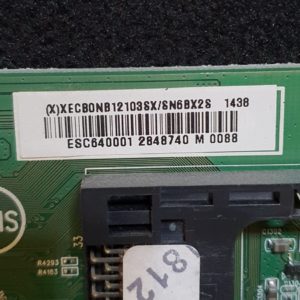 (X)XECB0NB12103SX/SN6BX2S 1438
ESC640001 2848740 M 0088
R4293
R4163
33
812